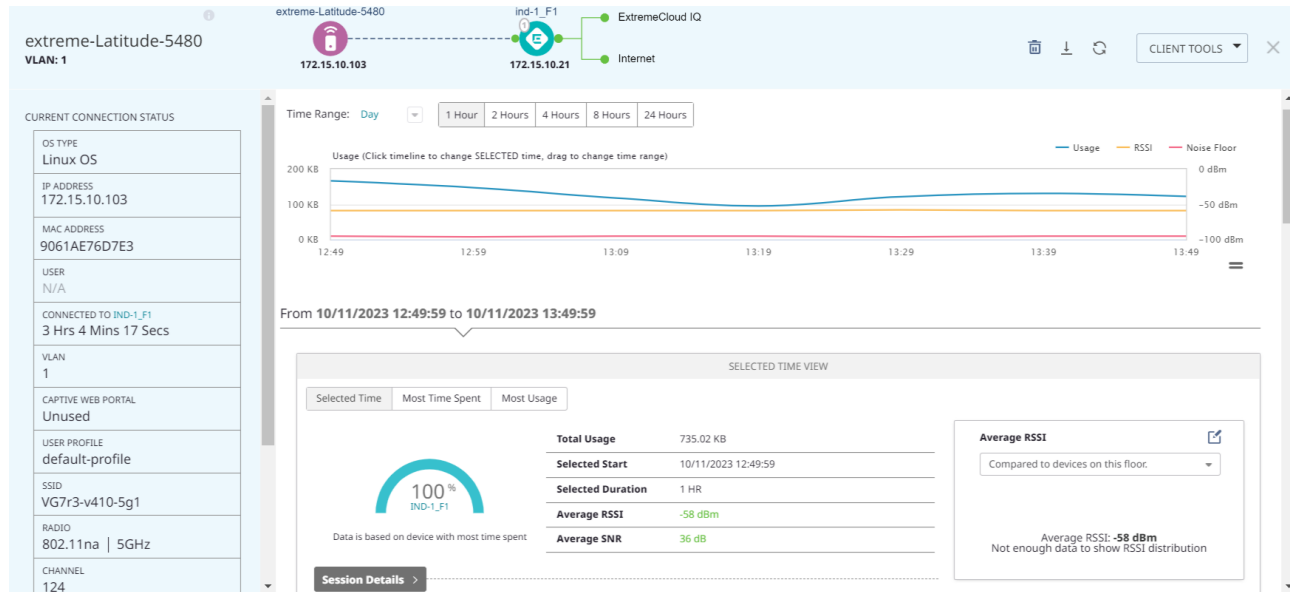 extreme-Latitude-5480
VLAN: 1
extreme-Latitude-5480
172.15.10.103
ind-1_F1
1
172.15.10.21
ExtremeCloud IQ
Internet
CLIENT TOOLS
CURRENT CONNECTION STATUS
OS TYPE
Linux OS
IP ADDRESS
172.15.10.103
MAC ADDRESS
9061AE76D7E3
USER
N/A
CONNECTED TO IND-1_F1
3 Hrs 4 Mins 17 Secs
VLAN
1
CAPTIVE WEB PORTAL
Unused
USER PROFILE
default-profile
SSID
VG7r3-v410-5g1
RADIO
802.11na | 5GHz
CHANNEL
124
Time Range: Day
1 Hour 2 Hours 4 Hours 8 Hours 24 Hours
Usage RSSI Noise Floor
Usage (Click timeline to change SELECTED time, drag to change time range)
200 KB 0 dBm
100 KB -50 dBm
0 KB -100 dBm
12:49 12:59 13:09 13:19 13:29 13:39 13:49
From 10/11/2023 12:49:59 to 10/11/2023 13:49:59
SELECTED TIME VIEW
Selected Time Most Time Spent Most Usage
100 %
IND-1_F1
Data is based on device with most time spent
Total Usage 735.02 KB
Selected Start 10/11/2023 12:49:59
Selected Duration 1 HR
Average RSSI -58 dBm
Average SNR 36 dB
Average RSSI
Compared to devices on this floor.
Average RSSI: -58 dBm
Not enough data to show RSSI distribution
Session Details >